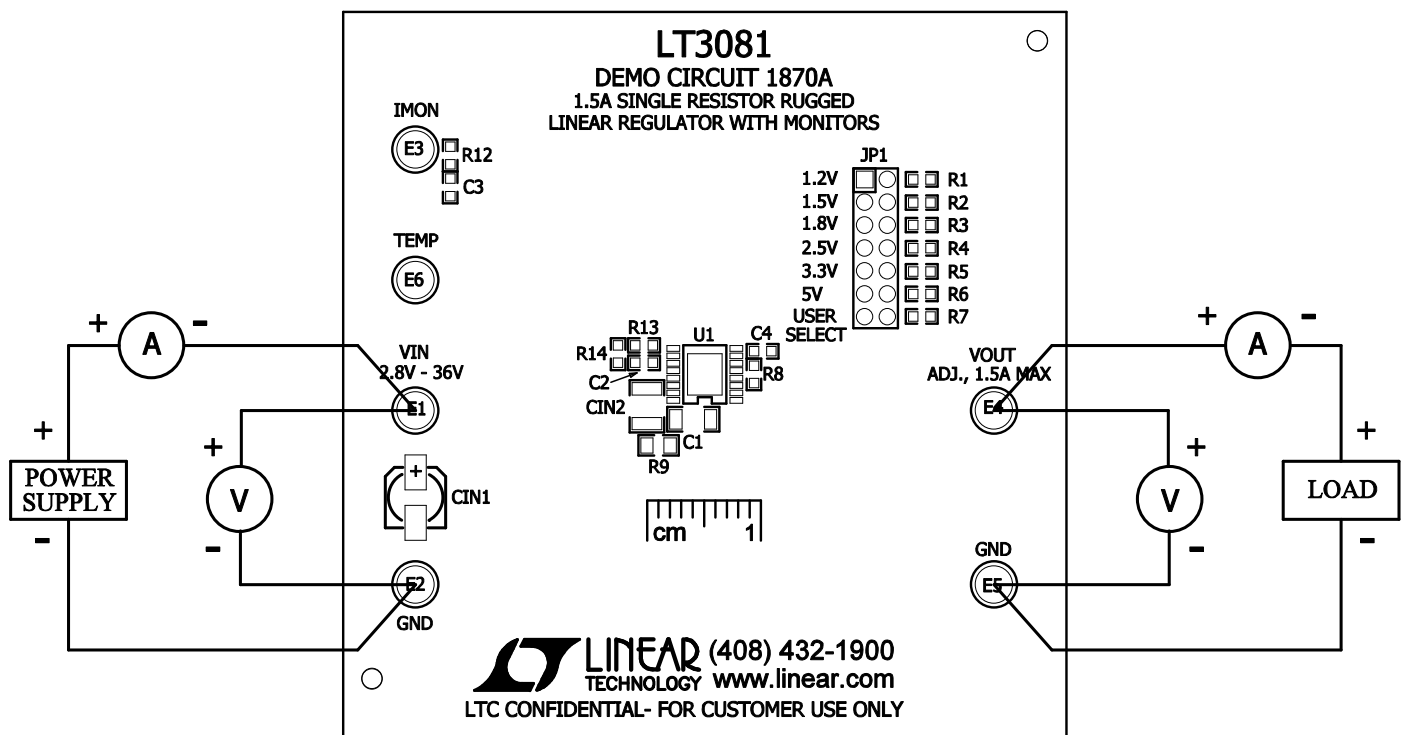 LT3081
DEMO CIRCUIT 1870A
1.5A SINGLE RESISTOR RUGGED
LINEAR REGULATOR WITH MONITORS
IMON
E3
R12
C3
TEMP
E6
JP1
1.2V R1
1.5V R2
1.8V R3
2.5V R4
3.3V R5
5V R6
USER SELECT R7
+ A -
VIN
2.8V - 36V
E1
+
POWER
SUPPLY
-
+
V
-
+
CIN1
E2
GND
R13
R14
C2
CIN2
U1
C4
R8
C1
R9
cm 1
+ A -
VOUT
ADJ., 1.5A MAX
E4
+
V
-
+
LOAD
-
GND
E5
LINEAR
TECHNOLOGY
(408) 432-1900
www.linear.com
LTC CONFIDENTIAL- FOR CUSTOMER USE ONLY